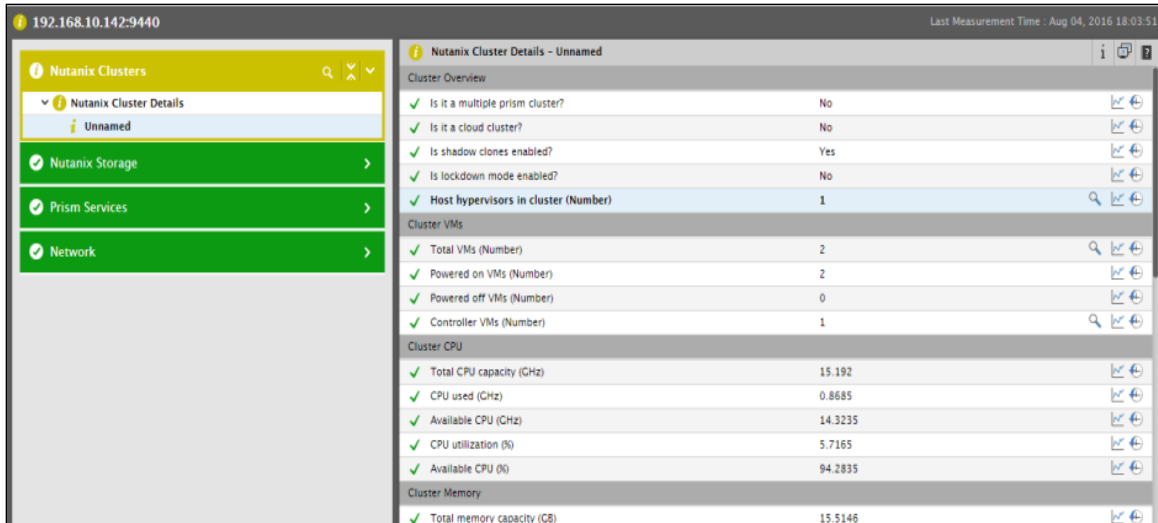 192.168.10.142:9440
Last Measurement Time : Aug 04, 2016 18:03:51
Nutanix Clusters
Nutanix Cluster Details
Unnamed
Nutanix Storage
Prism Services
Network
Nutanix Cluster Details - Unnamed
Cluster Overview
Is it a multiple prism cluster? No
Is it a cloud cluster? No
Is shadow clones enabled? Yes
Is lockdown mode enabled? No
Host hypervisors in cluster (Number) 1
Cluster VMs
Total VMs (Number) 2
Powered on VMs (Number) 2
Powered off VMs (Number) 0
Controller VMs (Number) 1
Cluster CPU
Total CPU capacity (GHz) 15.192
CPU used (GHz) 0.8685
Available CPU (GHz) 14.3235
CPU utilization (%) 5.7165
Available CPU (%) 94.2835
Cluster Memory
Total memory capacity (GB) 15.5146